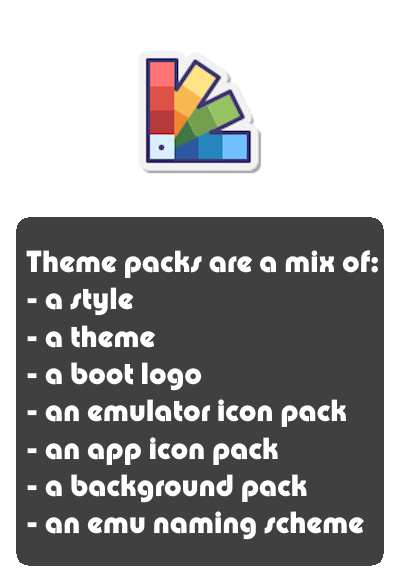 Theme packs are a mix of:
- a style
- a theme
- a boot logo
- an emulator icon pack
- an app icon pack
- a background pack
- an emu naming scheme